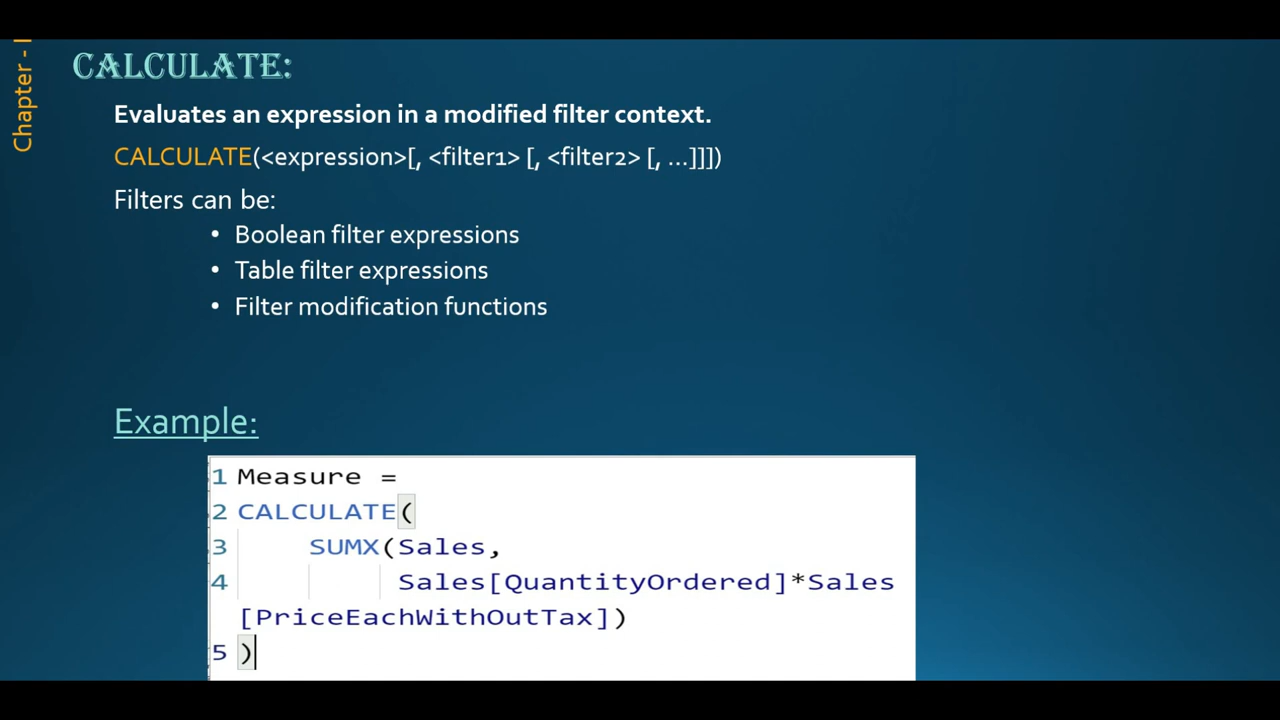 Chapter - I
CALCULATE:
Evaluates an expression in a modified filter context.
CALCULATE(<expression>[, <filter1> [, <filter2> [, …]]])
Filters can be:
• Boolean filter expressions
• Table filter expressions
• Filter modification functions
Example:
1 Measure =
2 CALCULATE(
3 SUMX(Sales,
4 Sales[QuantityOrdered]*Sales
[PriceEachWithOutTax])
5 )